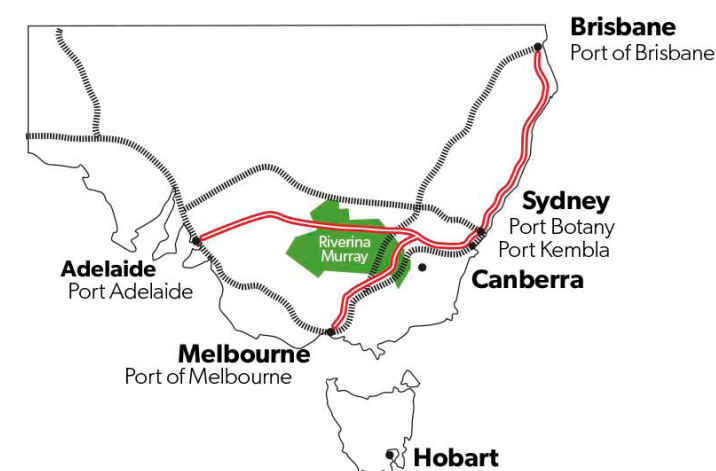 Brisbane
Port of Brisbane
Sydney
Port Botany
Port Kembla
Riverina
Murray
Adelaide
Port Adelaide
Canberra
Melbourne
Port of Melbourne
Hobart